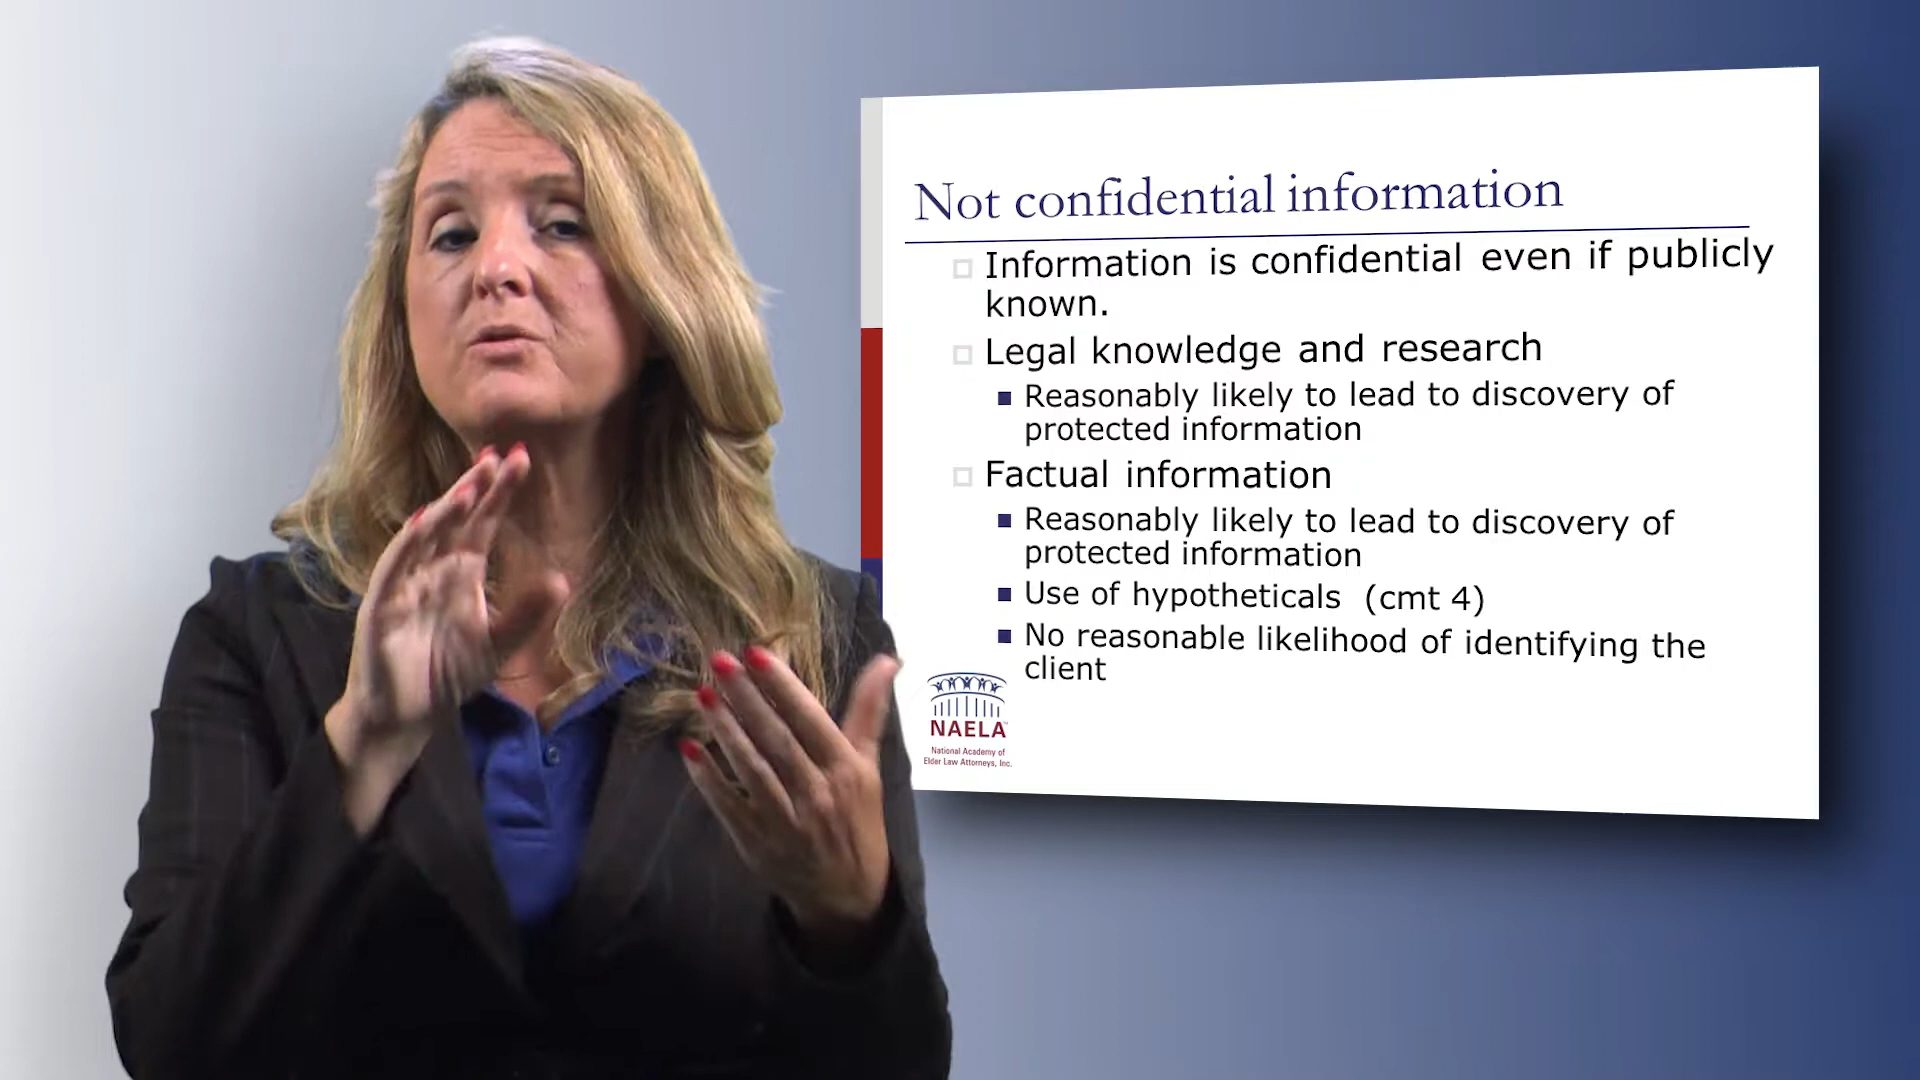 Not confidential information
Information is confidential even if publicly
known.
Legal knowledge and research
Reasonably likely to lead to discovery of
protected information
Factual information
Reasonably likely to lead to discovery of
protected information
Use of hypotheticals (cmt 4)
No reasonable likelihood of identifying the
client
NAELA
National Academy of
Elder Law Attorneys, Inc.